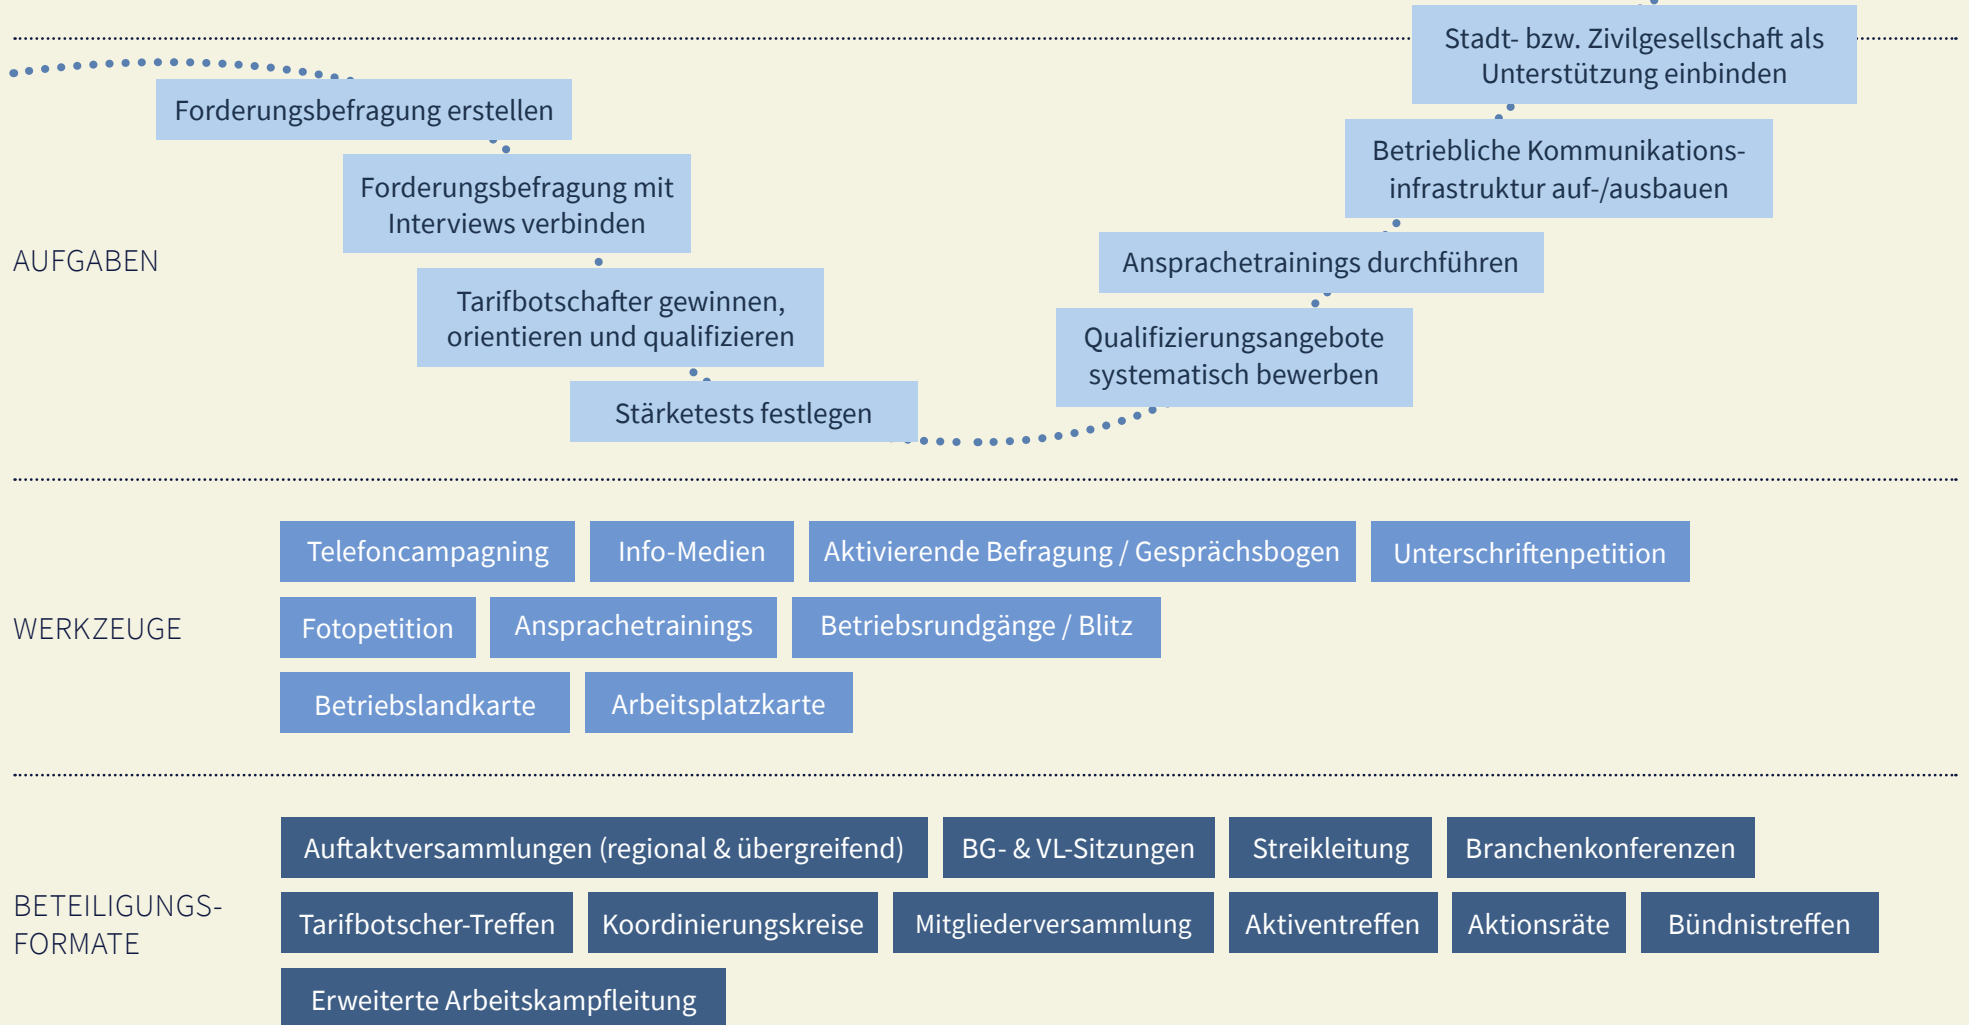 Stadt- bzw. Zivilgesellschaft als
Unterstützung einbinden
Forderungsbefragung erstellen
Betriebliche Kommunikations-
infrastruktur auf-/ausbauen
Forderungsbefragung mit
Interviews verbinden
AUFGABEN
Ansprachetrainings durchführen
Tarifbotschafter gewinnen,
orientieren und qualifizieren
Qualifizierungsangebote
systematisch bewerben
Stärketests festlegen
WERKZEUGE
Telefoncampagning
Info-Medien
Aktivierende Befragung / Gesprächsbogen
Unterschriftenpetition
Fotopetition
Ansprachetrainings
Betriebsrundgänge / Blitz
Betriebslandkarte
Arbeitsplatzkarte
BETEILIGUNGS-
FORMATE
Auftaktversammlungen (regional & übergreifend)
BG- & VL-Sitzungen
Streikleitung
Branchenkonferenzen
Tarifbotscher-Treffen
Koordinierungskreise
Mitgliederversammlung
Aktiventreffen
Aktionsräte
Bündnistreffen
Erweiterte Arbeitskampfleitung